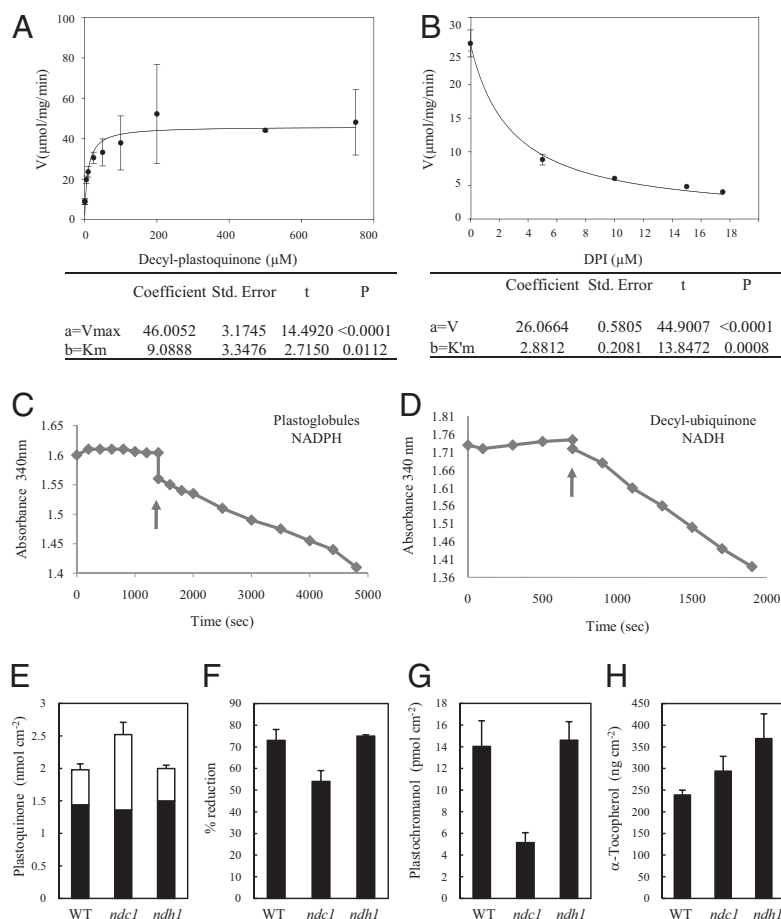 A
100
80
60
40
20
0
V(μmol/mg/min)
0 200 400 600 800
Decyl-plastoquinone (μM)
Coefficient Std. Error t P
a=Vmax 46.0052 3.1745 14.4920 <0.0001
b=Km 9.0888 3.3476 2.7150 0.0112
B
30
25
20
15
10
5
0
V(μmol/mg/min)
0 2 4 6 8 10 12 14 16 18
DPI (μM)
Coefficient Std. Error t P
a=V 26.0664 0.5805 44.9007 <0.0001
b=K'm 2.8812 0.2081 13.8472 0.0008
C
Plastoglobules
NADPH
1.65
1.6
1.55
1.5
1.45
1.4
Absorbance 340nm
0 1000 2000 3000 4000 5000
Time (sec)
D
Decyl-ubiquinone
NADH
1.81
1.76
1.71
1.66
1.61
1.56
1.51
1.46
1.41
1.36
Absorbance 340 nm
0 500 1000 1500 2000
Time (sec)
E
3
2.5
2
1.5
1
0.5
0
Plastoquinone (nmol cm-2)
WT ndc1 ndh1
F
90
80
70
60
50
40
30
20
10
0
% reduction
WT ndc1 ndh1
G
18
16
14
12
10
8
6
4
2
0
Plastochromanol (pmol cm-2)
WT ndc1 ndh1
H
450
400
350
300
250
200
150
100
50
0
α-Tocopherol (ng cm-2)
WT ndc1 ndh1